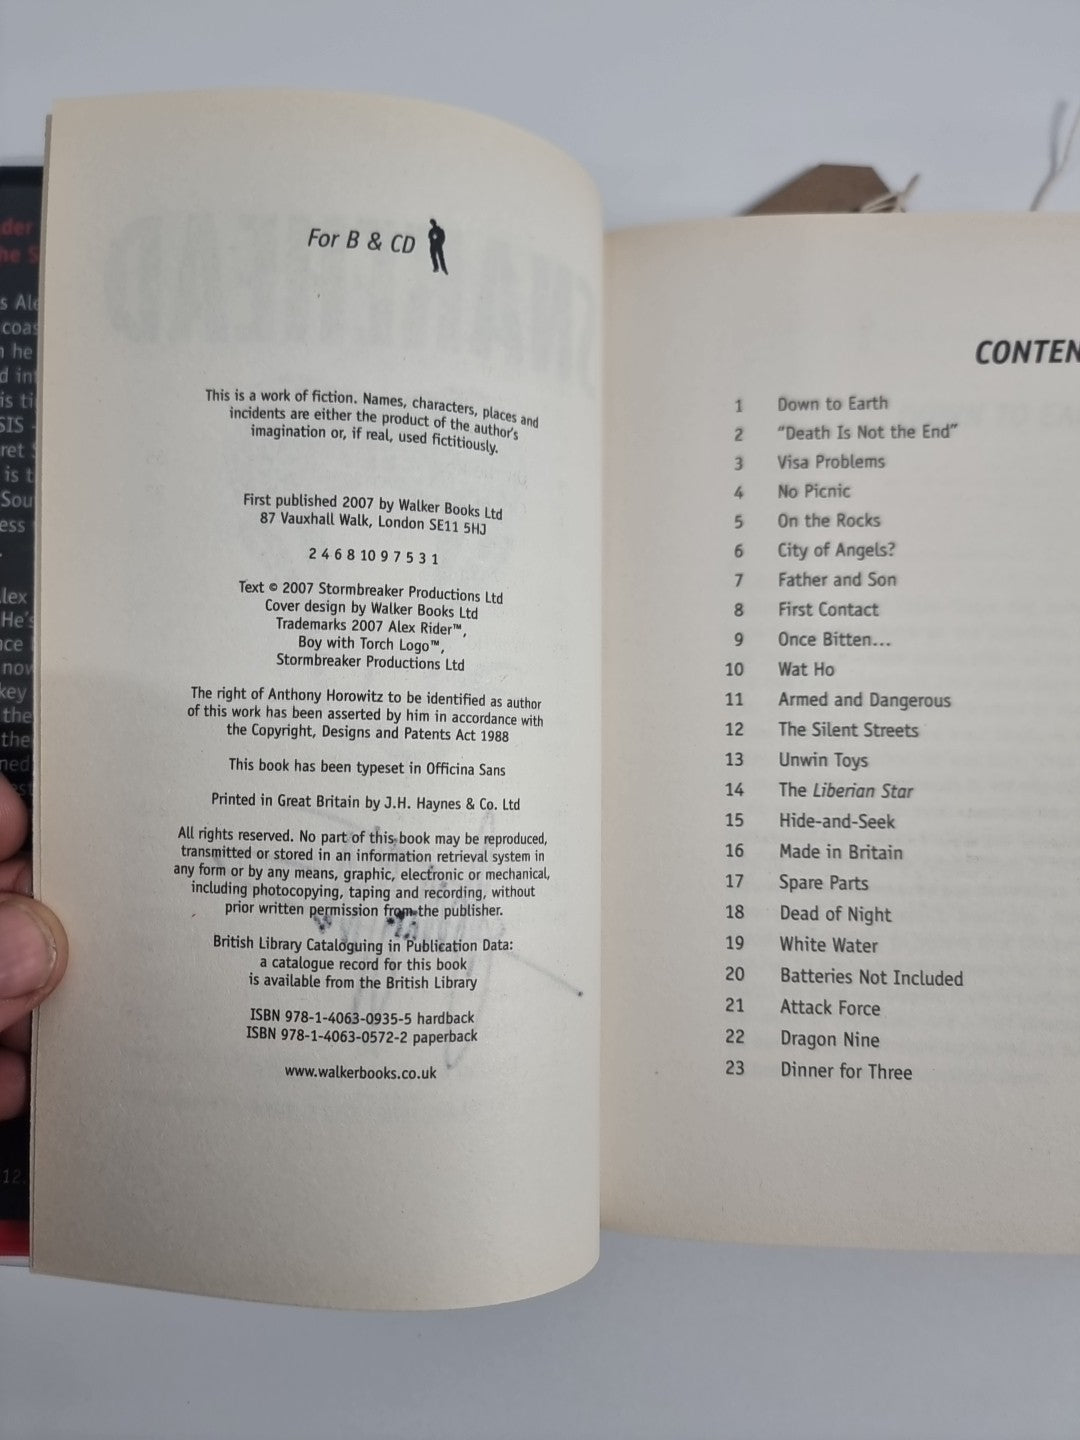 For B & CD
This is a work of fiction. Names, characters, places and
incidents are either the product of the author's
imagination or, if real, used fictitiously.
First published 2007 by Walker Books Ltd
87 Vauxhall Walk, London SE11 5HJ
2 4 6 8 10 9 7 5 3 1
Text © 2007 Stormbreaker Productions Ltd
Cover design by Walker Books Ltd
Trademarks 2007 Alex Rider™,
Boy with Torch Logo™,
Stormbreaker Productions Ltd
The right of Anthony Horowitz to be identified as author
of this work has been asserted by him in accordance with
the Copyright, Designs and Patents Act 1988
This book has been typeset in Officina Sans
Printed in Great Britain by J.H. Haynes & Co. Ltd
All rights reserved. No part of this book may be reproduced,
transmitted or stored in an information retrieval system in
any form or by any means, graphic, electronic or mechanical,
including photocopying, taping and recording, without
prior written permission from the publisher.
British Library Cataloguing in Publication Data:
a catalogue record for this book
is available from the British Library
ISBN 978-1-4063-0935-5 hardback
ISBN 978-1-4063-0572-2 paperback
www.walkerbooks.co.uk
CONTEN
1 Down to Earth
2 “Death Is Not the End”
3 Visa Problems
4 No Picnic
5 On the Rocks
6 City of Angels?
7 Father and Son
8 First Contact
9 Once Bitten...
10 Wat Ho
11 Armed and Dangerous
12 The Silent Streets
13 Unwin Toys
14 The Liberian Star
15 Hide-and-Seek
16 Made in Britain
17 Spare Parts
18 Dead of Night
19 White Water
20 Batteries Not Included
21 Attack Force
22 Dragon Nine
23 Dinner for Three